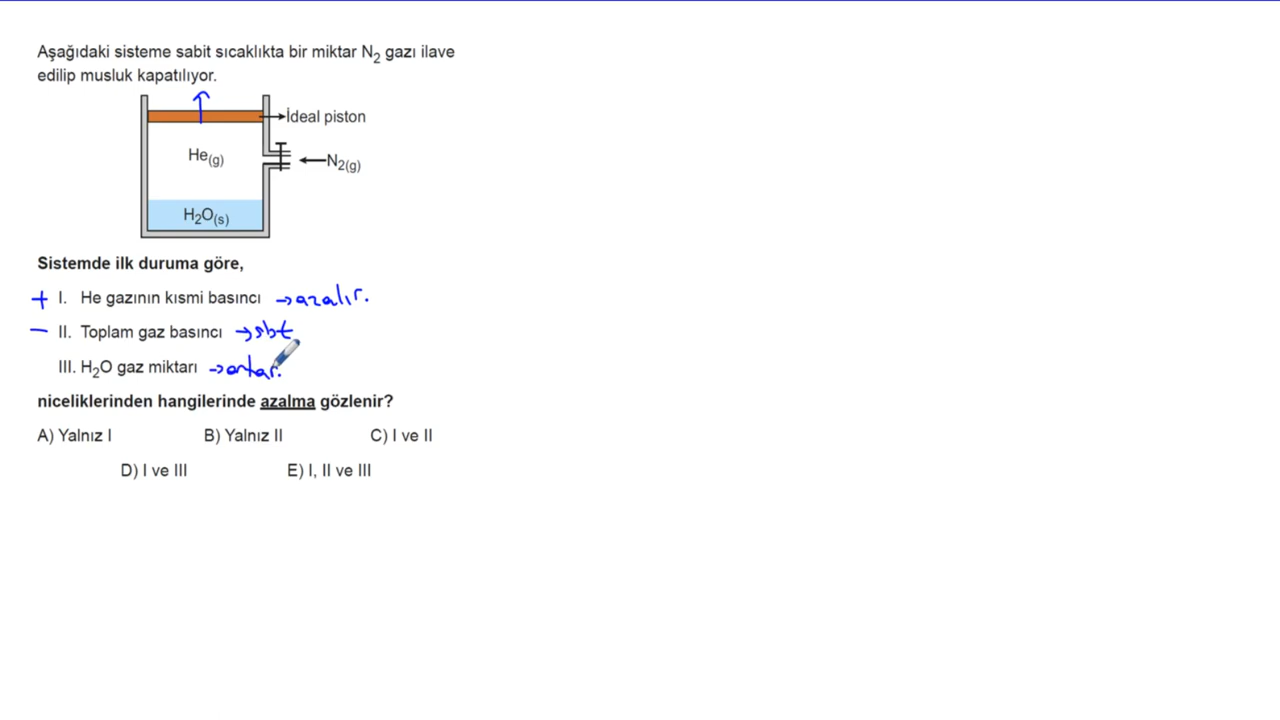 Aşağıdaki sisteme sabit sıcaklıkta bir miktar N₂ gazı ilave
edilip musluk kapatılıyor.
İdeal piston
He(g)
N₂(g)
H₂O(s)
Sistemde ilk duruma göre,
+ I. He gazının kısmi basıncı → azalır.
− II. Toplam gaz basıncı → sbt
III. H₂O gaz miktarı → artar.
niceliklerinden hangilerinde azalma gözlenir?
A) Yalnız I B) Yalnız II C) I ve II
D) I ve III E) I, II ve III